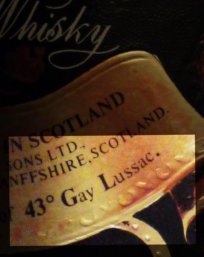 Whisky
N SCOTLAND
SONS LTD.
NFFSHIRE, SCOTLAND.
43° Gay Lussac.